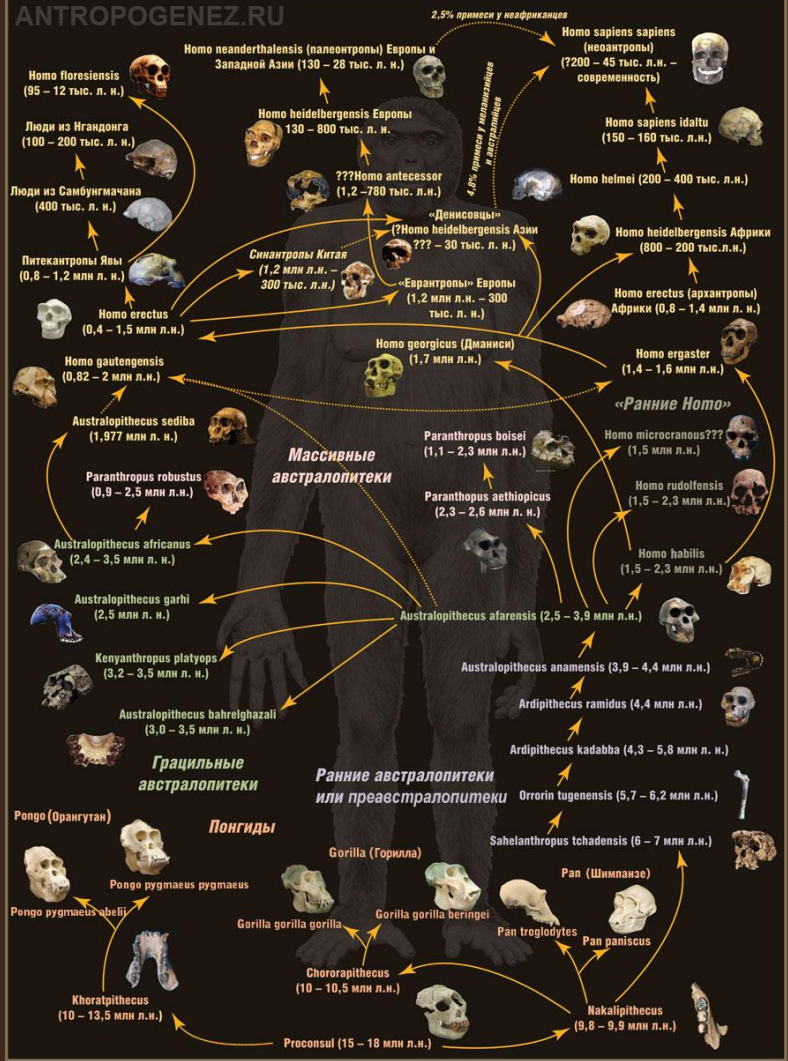 ANTROPOGENEZ.RU
2,5% примеси у неафриканцев
Homo sapiens sapiens
(неоантропы)
(?200 – 45 тыс. л.н. –
современность)
Homo neanderthalensis (палеонтропы) Европы и
Западной Азии (130 – 28 тыс. л.н.)
Homo floresiensis
(95 – 12 тыс. л. н.)
4,8% примеси у меланизийцев
и австралийцев
Homo heidelbergensis Европы
130 – 800 тыс. л. н.
Homo sapiens idaltu
(150 – 160 тыс. л.н.)
Люди из Нгандонга
(100 – 200 тыс. л. н.)
???Homo antecessor
(1,2 –780 тыс. л.н.)
Homo helmei (200 – 400 тыс. л.н.)
Люди из Самбунгмачана
(400 тыс. л.н.)
«Денисовцы»
(?Homo heidelbergensis Азии
??? – 30 тыс. л. н.)
Homo heidelbergensis Африки
(800 – 200 тыс.л.н.)
Питекантропы Явы
(0,8 – 1,2 млн л.н.)
Синантропы Китая
(1,2 млн л.н. –
300 тыс. л.н.)
«Еврантропы» Европы
(1,2 млн л.н. – 300
тыс. л. н.)
Homo erectus (архантропы)
Африки (0,8 – 1,4 млн л.н.)
Homo erectus
(0,4 – 1,5 млн л.н.)
Homo georgicus (Дманиси)
(1,7 млн л.н.)
Homo ergaster
(1,4 – 1,6 млн л.н.)
Homo gautengensis
(0,82 – 2 млн л.н.)
«Ранние Homo»
Australopithecus sediba
(1,977 млн л. н.)
Paranthropus boisei
(1,1 – 2,3 млн л.н.)
Homo microcranous???
(1,5 млн л.н.)
Массивные
австралопитеки
Paranthropus robustus
(0,9 – 2,5 млн л.н.)
Paranthopus aethiopicus
(2,3 – 2,6 млн л.н.)
Homo rudolfensis
(1,5 – 2,3 млн л.н.)
Australopithecus africanus
(2,4 – 3,5 млн л. н.)
Homo habilis
(1,5 – 2,3 млн л.н.)
Australopithecus garhi
(2,5 млн л. н.)
Australopithecus afarensis (2,5 – 3,9 млн л.н.)
Kenyanthropus platyops
(3,2 – 3,5 млн л. н.)
Australopithecus anamensis (3,9 – 4,4 млн л.н.)
Ardipithecus ramidus (4,4 млн л.н.)
Australopithecus bahrelghazali
(3,0 – 3,5 млн л. н.)
Ardipithecus kadabba (4,3 – 5,8 млн л. н.)
Грацильные
австралопитеки
Ранние австралопитеки
или преавстралопитеки
Orrorin tugenensis (5,7 – 6,2 млн л.н.)
Понгиды
Sahelanthropus tchadensis (6 – 7 млн л.н.)
Pongo (Орангутан)
Gorilla (Горилла)
Pan (Шимпанзе)
Pongo pygmaeus pygmaeus
Pongo pygmaeus abelii
Gorilla gorilla gorilla
Gorilla gorilla beringei
Pan troglodytes
Pan paniscus
Chororapithecus
(10 – 10,5 млн л.н.)
Khoratpithecus
(10 – 13,5 млн л.н.)
Nakalipithecus
(9,8 – 9,9 млн л.н.)
Proconsul (15 – 18 млн л.н.)